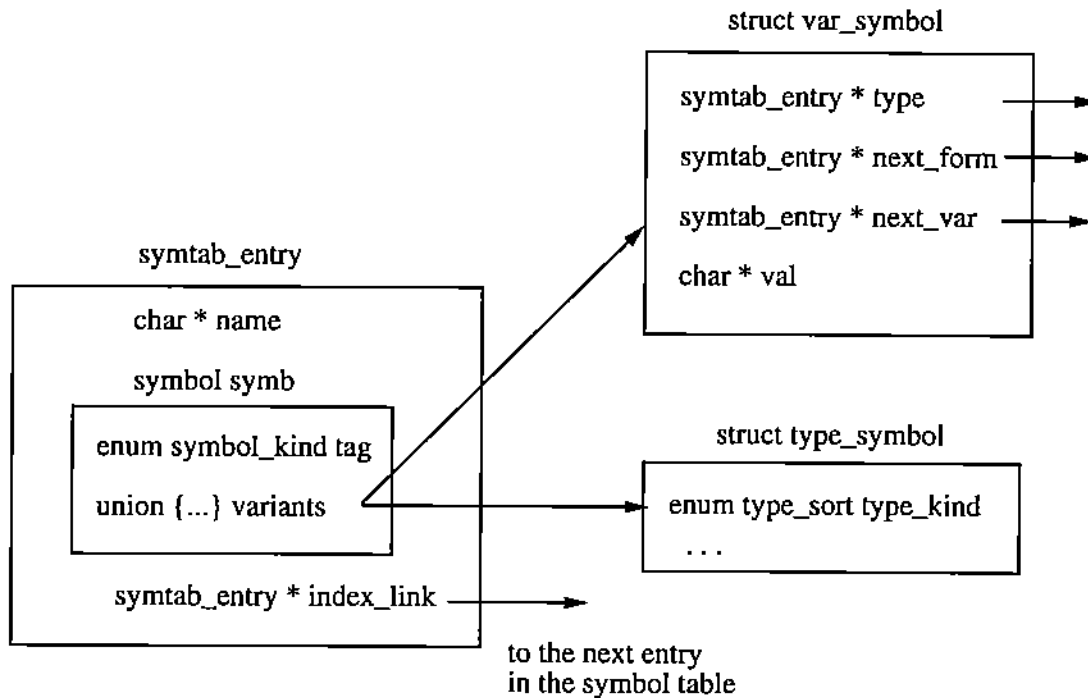 struct var_symbol
symtab_entry * type
symtab_entry * next_form
symtab_entry * next_var
char * val
symtab_entry
char * name
symbol symb
enum symbol_kind tag
union {...} variants
symtab_entry * index_link
to the next entry
in the symbol table
struct type_symbol
enum type_sort type_kind
. . .